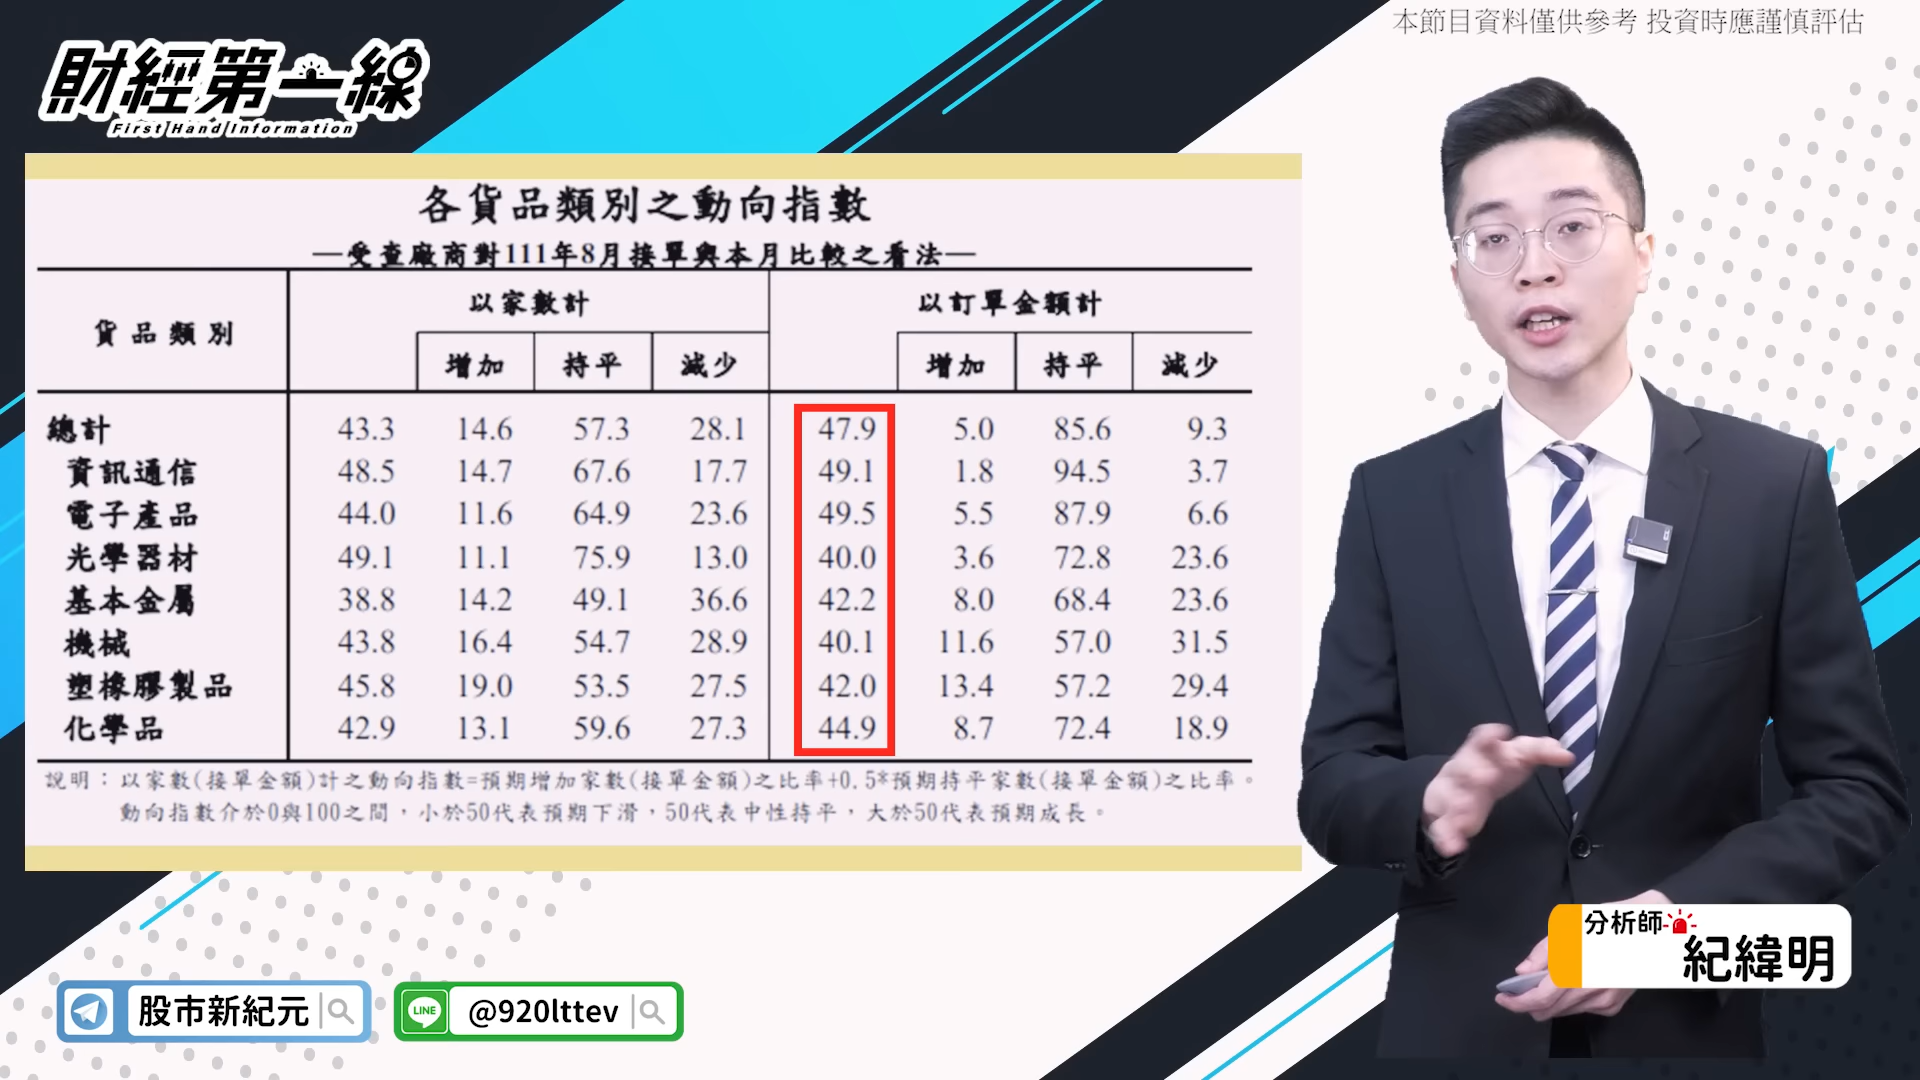 本節目資料僅供參考 投資時應謹慎評估
財經第一線
First Hand Information
各貨品類別之動向指數
—受查廠商對111年8月接單與本月比較之看法—
貨品類別 以家數計 以訂單金額計
增加 持平 減少 增加 持平 減少
總計 43.3 14.6 57.3 28.1 47.9 5.0 85.6 9.3
資訊通信 48.5 14.7 67.6 17.7 49.1 1.8 94.5 3.7
電子產品 44.0 11.6 64.9 23.6 49.5 5.5 87.9 6.6
光學器材 49.1 11.1 75.9 13.0 40.0 3.6 72.8 23.6
基本金屬 38.8 14.2 49.1 36.6 42.2 8.0 68.4 23.6
機械 43.8 16.4 54.7 28.9 40.1 11.6 57.0 31.5
塑橡膠製品 45.8 19.0 53.5 27.5 42.0 13.4 57.2 29.4
化學品 42.9 13.1 59.6 27.3 44.9 8.7 72.4 18.9
說明：以家數(接單金額)計之動向指數=預期增加家數(接單金額)之比率+0.5*預期持平家數(接單金額)之比率。
動向指數介於0與100之間，小於50代表預期下滑，50代表中性持平，大於50代表預期成長。
分析師
紀緯明
股市新紀元
LINE @920lttev